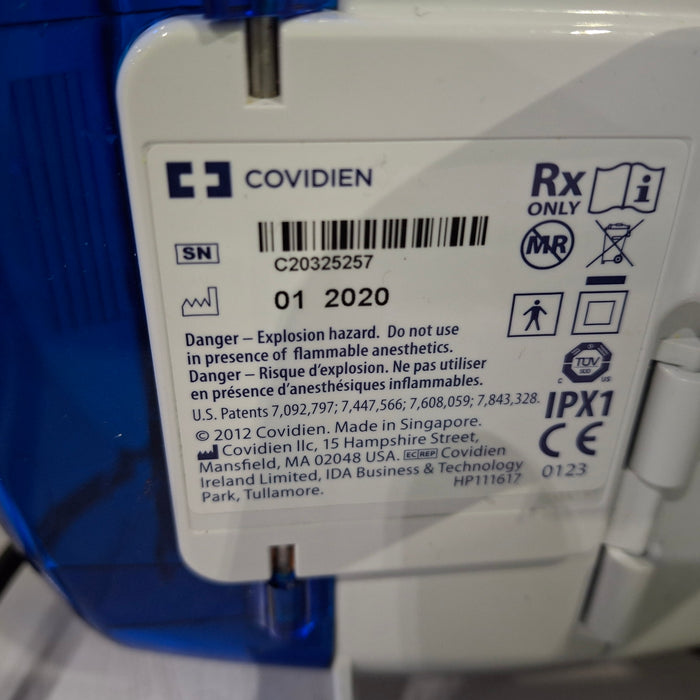 COVIDIEN
Rx ONLY
SN
C20325257
MR
01 2020
Danger – Explosion hazard. Do not use
in presence of flammable anesthetics.
Danger – Risque d'explosion. Ne pas utiliser
en présence d'anesthésiques inflammables.
U.S. Patents 7,092,797; 7,447,566; 7,608,059; 7,843,328.
© 2012 Covidien. Made in Singapore.
Covidien llc, 15 Hampshire Street,
Mansfield, MA 02048 USA. EC REP Covidien
Ireland Limited, IDA Business & Technology
Park, Tullamore.
HP111617
TÜV
SÜD
C US
IPX1
CE
0123